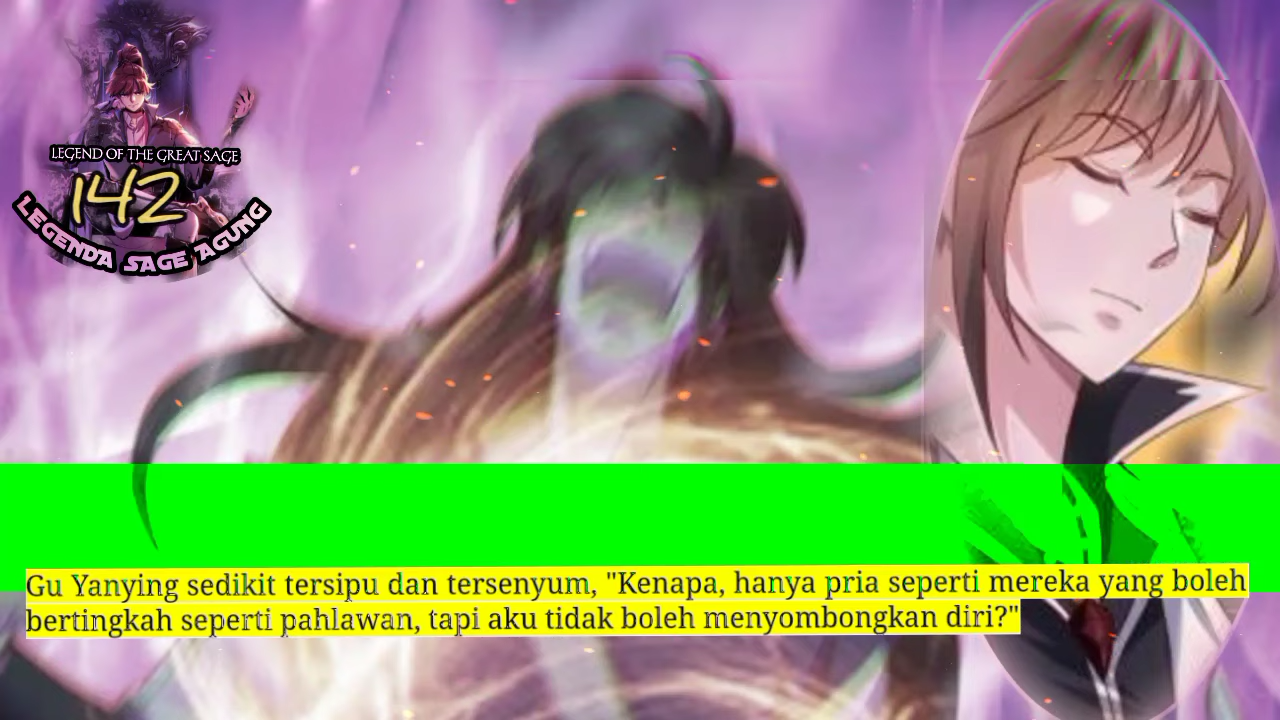 LEGEND OF THE GREAT SAGE
142
LEGENDA SAGE AGUNG
Gu Yanying sedikit tersipu dan tersenyum, "Kenapa, hanya pria seperti mereka yang boleh
bertingkah seperti pahlawan, tapi aku tidak boleh menyombongkan diri?"